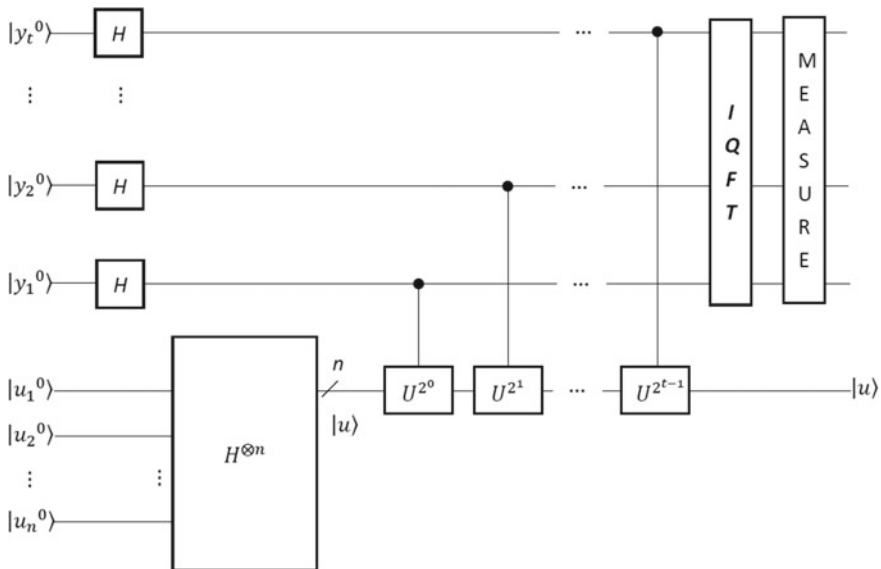 |y_t^0⟩ H ...
⋮ ⋮
|y_2^0⟩ H ...
|y_1^0⟩ H ...
I
Q
F
T
M
E
A
S
U
R
E
n
|u_1^0⟩ U^{2^0} U^{2^1} ... U^{2^{t-1}} |u⟩
|u⟩
|u_2^0⟩
⋮ ⋮
H^{⊗n}
|u_n^0⟩